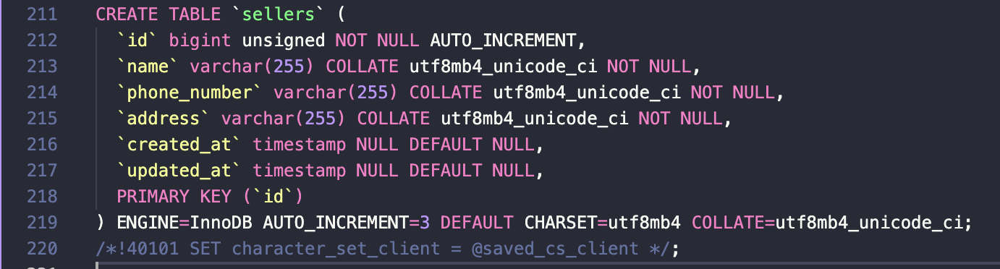 211 CREATE TABLE `sellers` (
212 `id` bigint unsigned NOT NULL AUTO_INCREMENT,
213 `name` varchar(255) COLLATE utf8mb4_unicode_ci NOT NULL,
214 `phone_number` varchar(255) COLLATE utf8mb4_unicode_ci NOT NULL,
215 `address` varchar(255) COLLATE utf8mb4_unicode_ci NOT NULL,
216 `created_at` timestamp NULL DEFAULT NULL,
217 `updated_at` timestamp NULL DEFAULT NULL,
218 PRIMARY KEY (`id`)
219 ) ENGINE=InnoDB AUTO_INCREMENT=3 DEFAULT CHARSET=utf8mb4 COLLATE=utf8mb4_unicode_ci;
220 /*!40101 SET character_set_client = @saved_cs_client */;